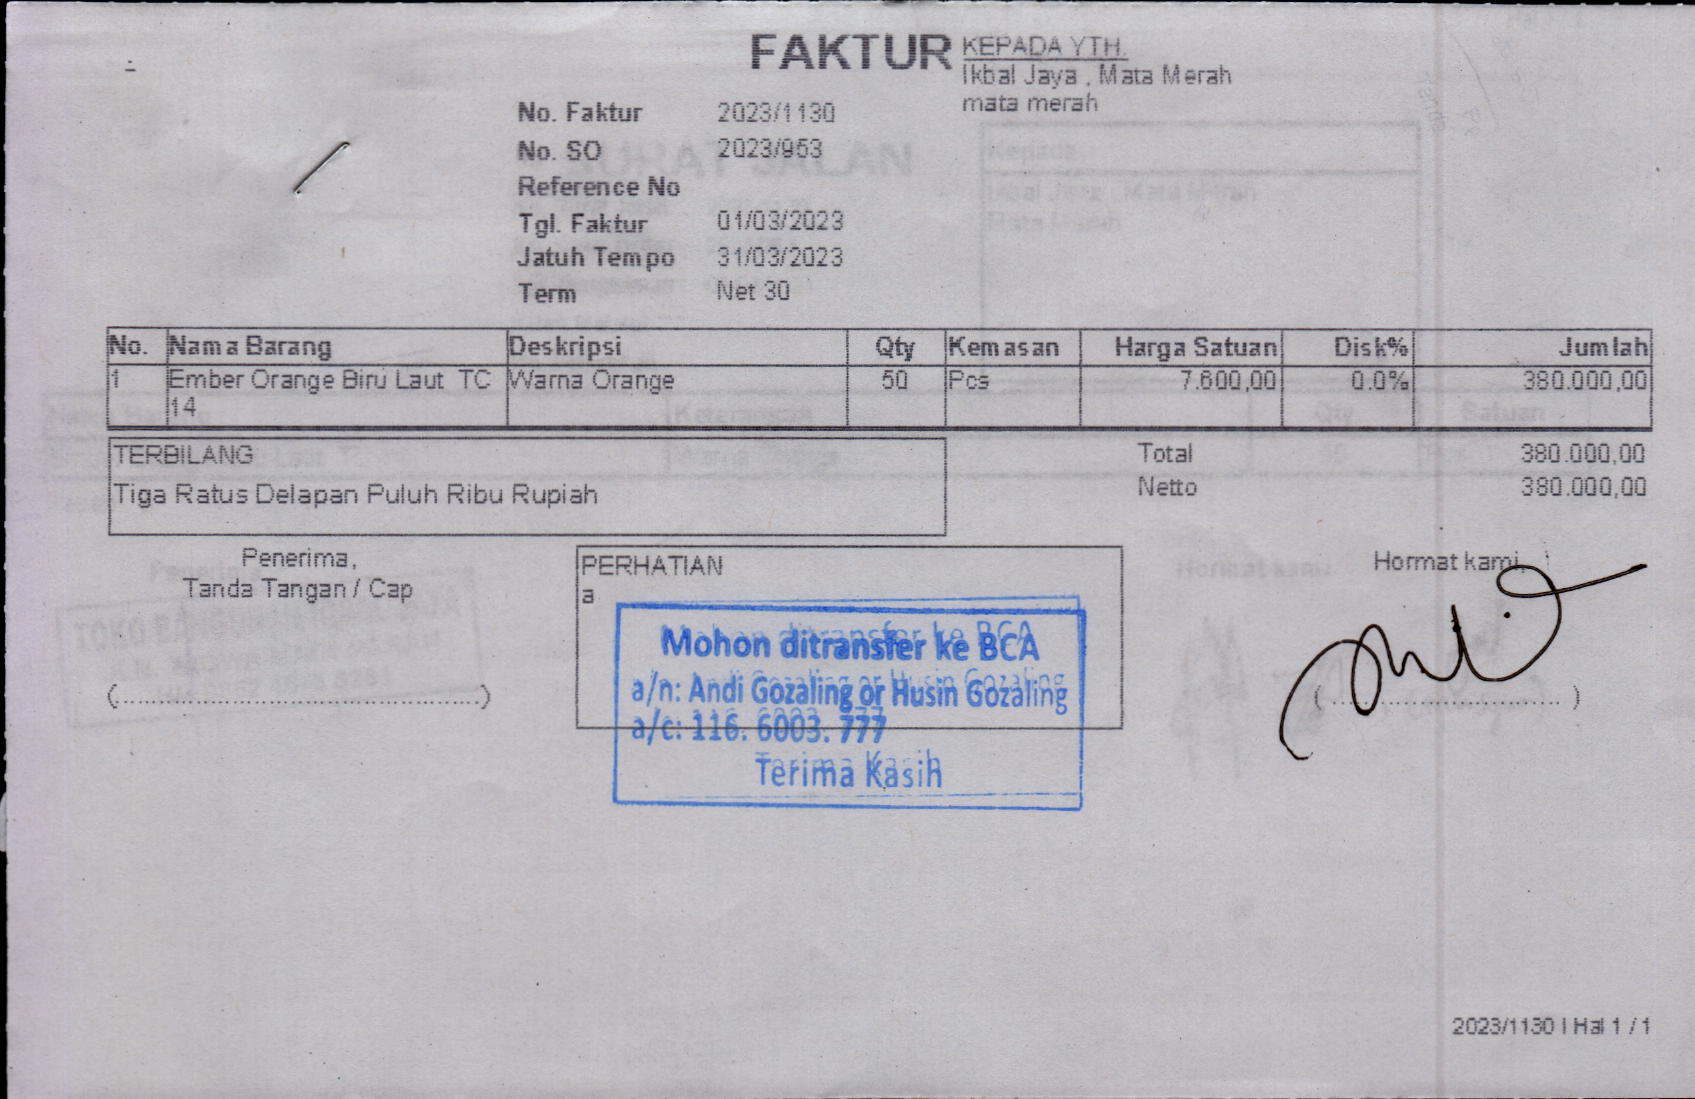 FAKTUR
KEPADA YTH.
Ikbal Jaya , Mata Merah
mata merah
No. Faktur 2023/1130
No. SO 2023/953
Reference No
Tgl. Faktur 01/03/2023
Jatuh Tempo 31/03/2023
Term Net 30
No. Nama Barang Deskripsi Qty Kemasan Harga Satuan Disk% Jumlah
1 Ember Orange Biru Laut TC Warna Orange 50 Pcs 7.600,00 0.0% 380.000,00
14
TERBILANG
Tiga Ratus Delapan Puluh Ribu Rupiah
Total 380.000,00
Netto 380.000,00
Penerima,
Tanda Tangan / Cap
(............................................................)
PERHATIAN
a
Mohon ditransfer ke BCA
a/n: Andi Gozaling or Husin Gozaling
a/c: 116. 6003. 777
Terima Kasih
Hormat kami,
(........................................)
2023/1130 | Hal 1 / 1